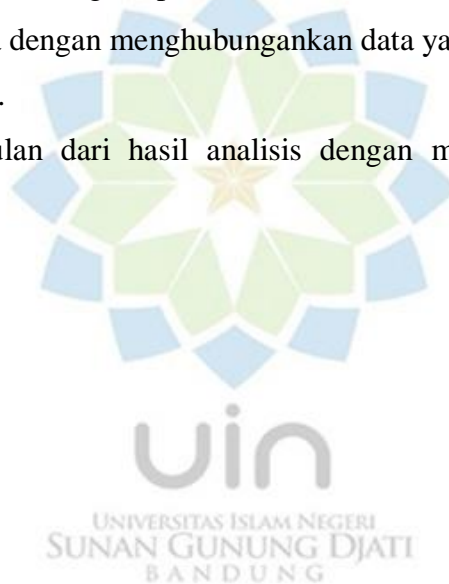 dengan menghubungankan data ya
ulan dari hasil analisis dengan m
uin
UNIVERSITAS ISLAM NEGERI
SUNAN GUNUNG DJATI
BANDUNG